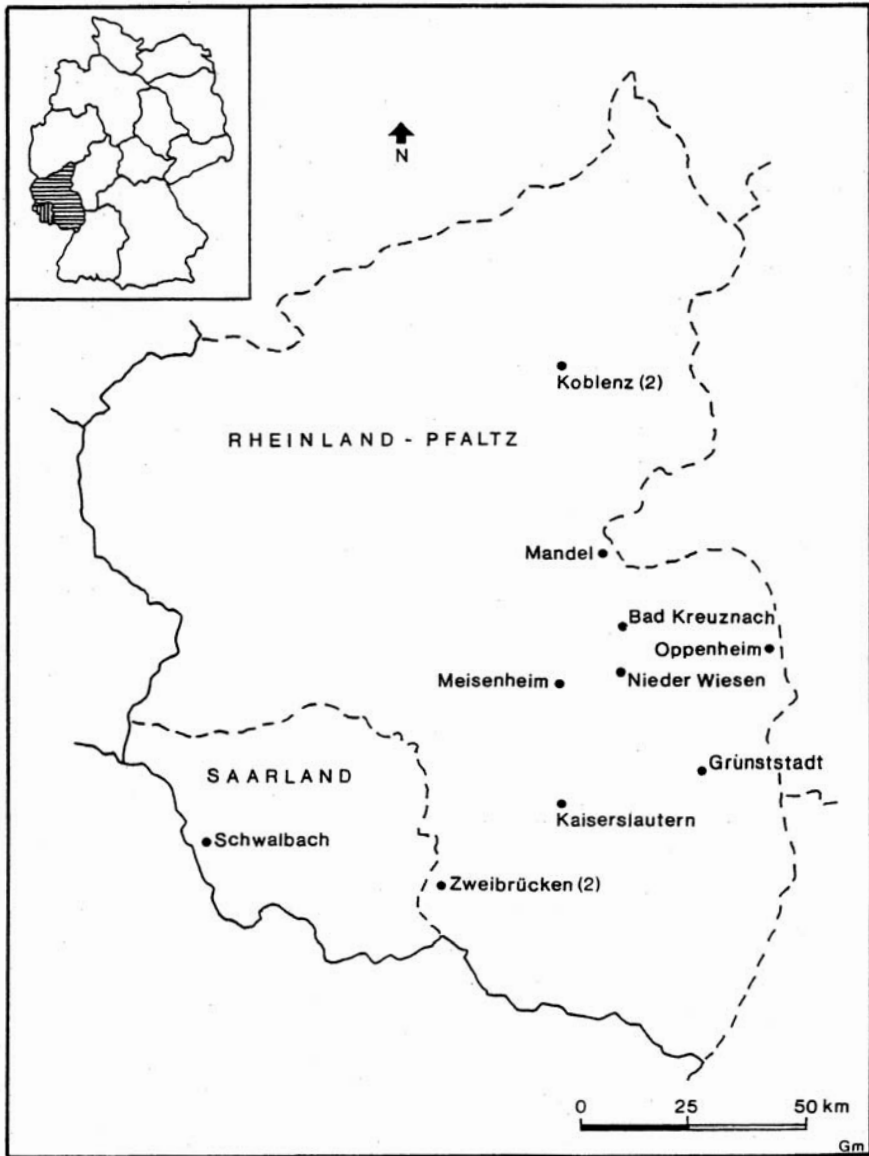 N
Koblenz (2)
RHEINLAND - PFALTZ
Mandel
Bad Kreuznach
Oppenheim
Meisenheim
Nieder Wiesen
Grünststadt
SAARLAND
Kaiserslautern
Schwalbach
Zweibrücken (2)
0 25 50 km
Gm